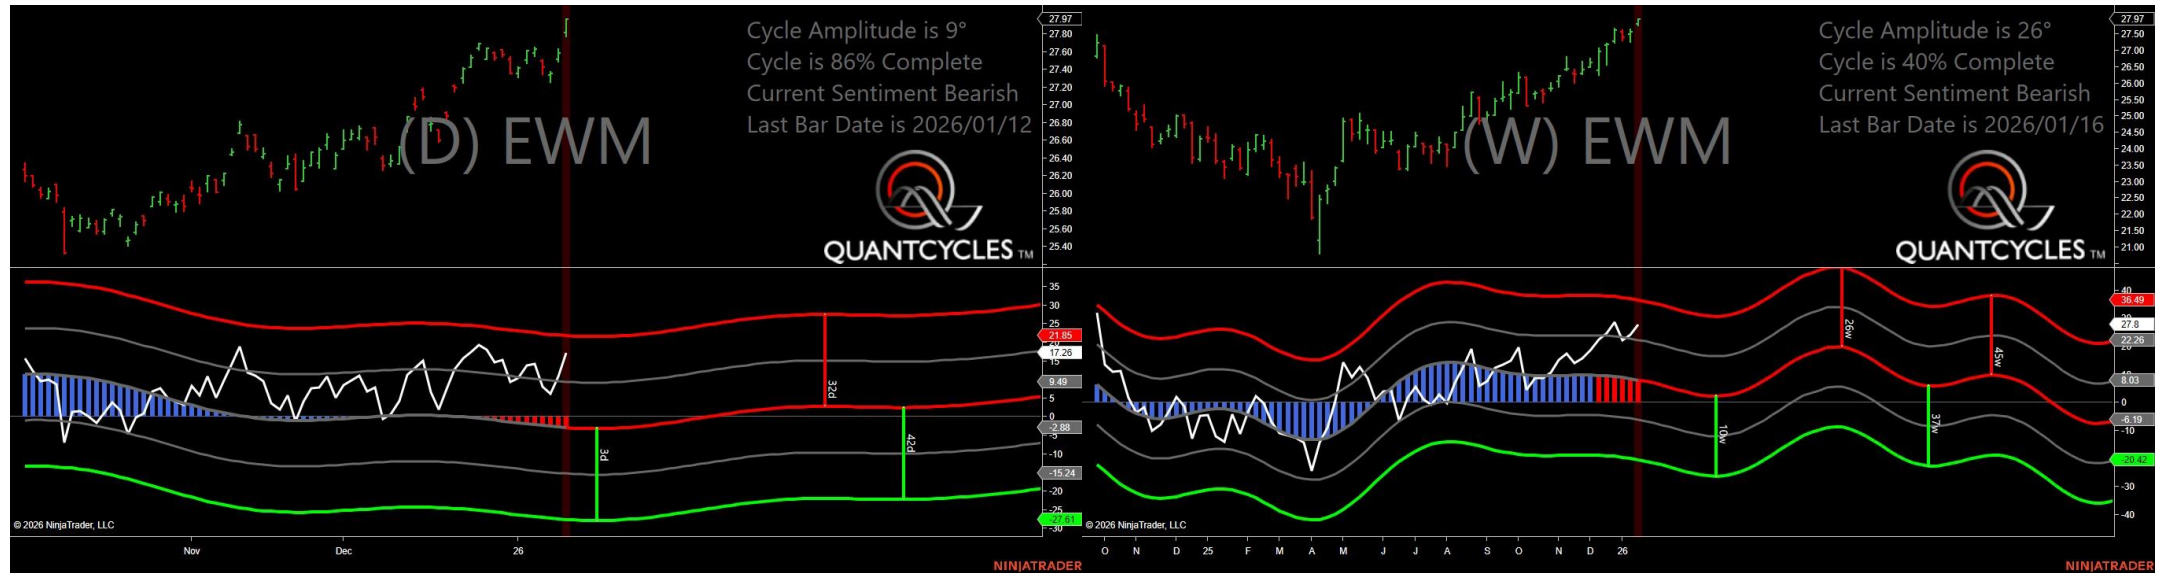 Cycle Amplitude is 9°
Cycle is 86% Complete
Current Sentiment Bearish
Last Bar Date is 2026/01/12
(D) EWM
QUANTCYCLES TM
27.97
27.80
27.60
27.40
27.20
27.00
26.80
26.60
26.40
26.20
26.00
25.80
25.60
25.40
35
30
25
21.85
17.26
15
9.49
5
0
-2.88
-5
-10
-15.24
-20
-25
-27.61
-30
32d
3d
42d
© 2026 NinjaTrader, LLC
Nov
Dec
26
NINJATRADER
Cycle Amplitude is 26°
Cycle is 40% Complete
Current Sentiment Bearish
Last Bar Date is 2026/01/16
(W) EWM
QUANTCYCLES TM
27.97
27.50
27.00
26.50
26.00
25.50
25.00
24.50
24.00
23.50
23.00
22.50
22.00
21.50
21.00
40
36.49
27.8
22.26
8.03
0
-6.19
-10
-20.42
-30
-40
26w
45w
10w
37w
© 2026 NinjaTrader, LLC
O N D 25 F M A M J J A S O N D 26
NINJATRADER